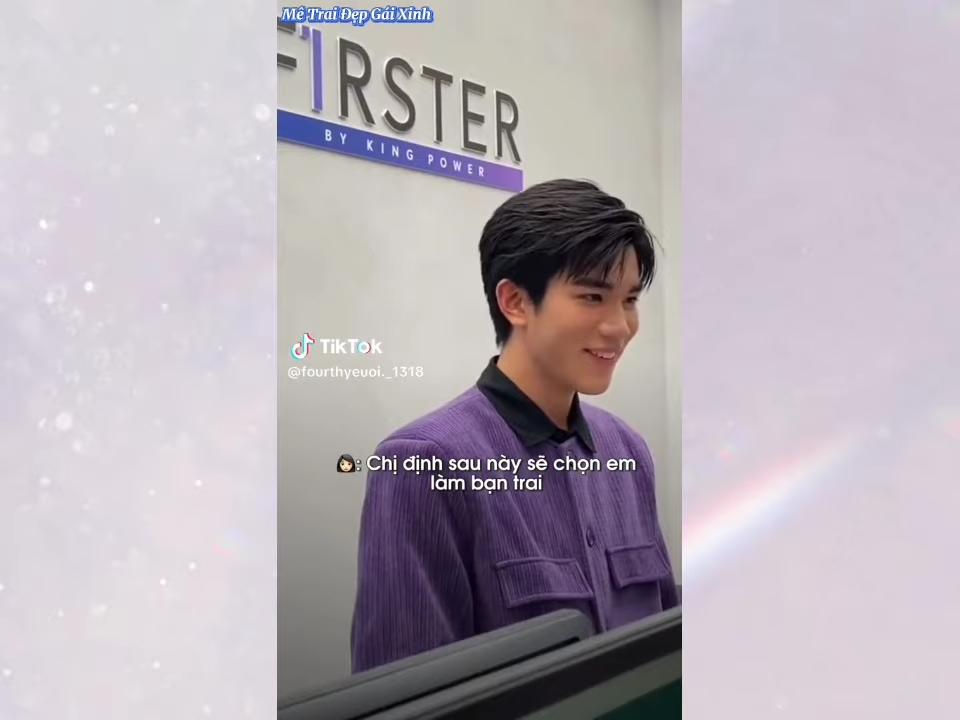 Mê Trai Đẹp Gái Xinh
FIRSTER
BY KING POWER
TikTok
@fourthyeuoi._1318
👩🏻: Chị định sau này sẽ chọn em
làm bạn trai